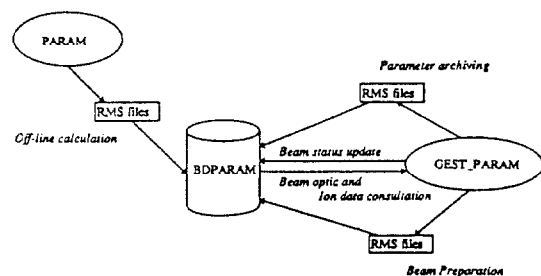 PARAM
Parameter archiving
RMS files
RMS files
Off-line calculation
Beam status update
BDPARAM
GEST_PARAM
Beam optic and
Ion data consultation
RMS files
Beam Preparation